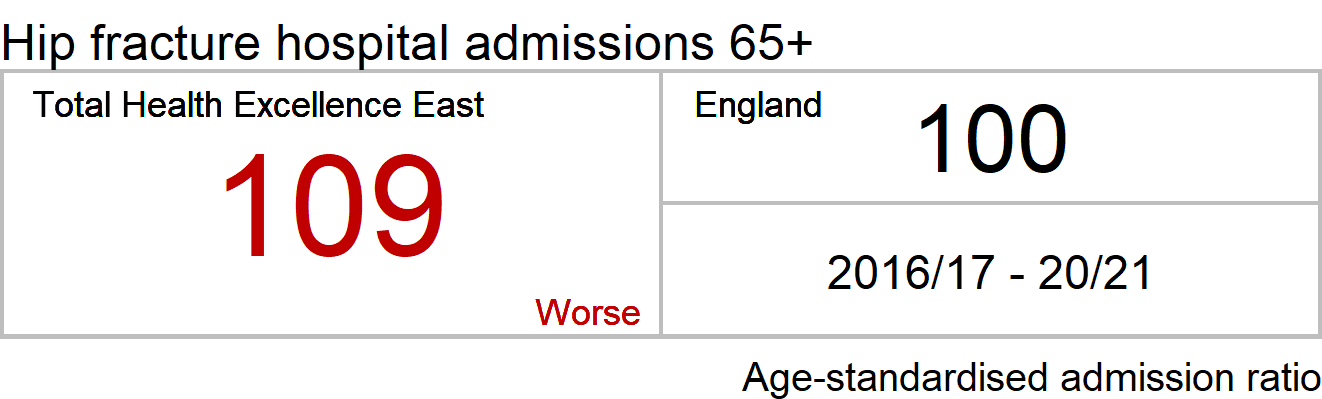 Hip fracture hospital admissions 65+
Total Health Excellence East
109
Worse
England
100
2016/17 - 20/21
Age-standardised admission ratio